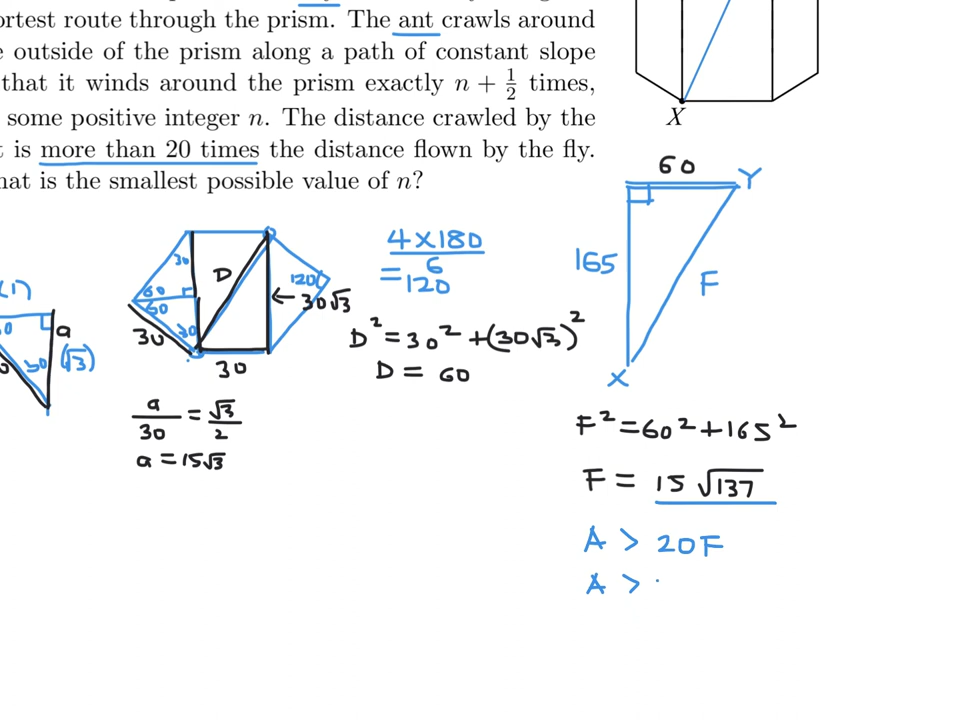 ortest route through the prism. The ant crawls around
e outside of the prism along a path of constant slope
that it winds around the prism exactly n + 1/2 times,
some positive integer n. The distance crawled by the
t is more than 20 times the distance flown by the fly.
hat is the smallest possible value of n?
X
60
Y
165
F
X
F² = 60² + 165²
F = 15 √137
A > 20F
A >
(1)
a
30
(√3)
30
60
60
30
30
D
120
← 30√3
30
a/30 = √3/2
a = 15√3
4 × 180
6
= 120
D² = 30² + (30√3)²
D = 60